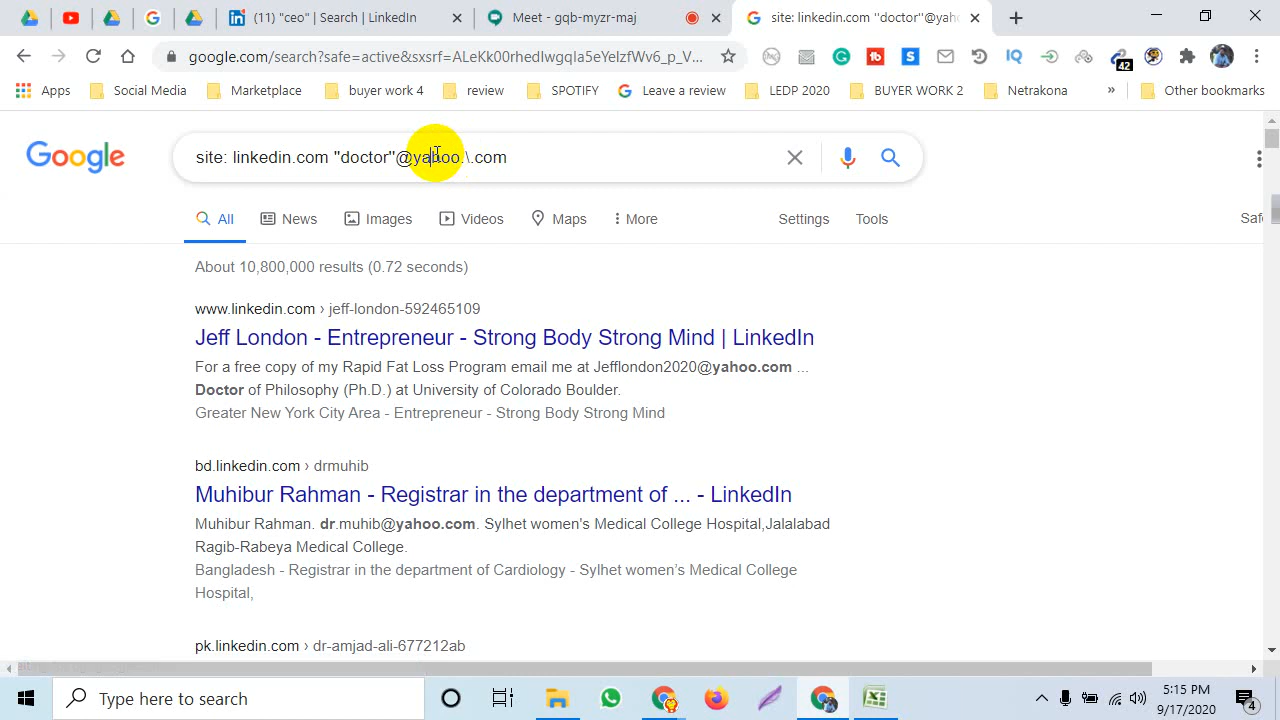 (11) "ceo" | Search | LinkedIn
Meet - gqb-myzr-maj
site: linkedin.com "doctor"@yaho
google.com/search?safe=active&sxsrf=ALeKk00rhedIwgqIa5eYeIzfWv6_p_V...
42
Apps Social Media Marketplace buyer work 4 review SPOTIFY Leave a review LEDP 2020 BUYER WORK 2 Netrakona » Other bookmarks
Google
site: linkedin.com "doctor"@yahoo.\.com
All News Images Videos Maps More Settings Tools
Safe
About 10,800,000 results (0.72 seconds)
www.linkedin.com › jeff-london-592465109
Jeff London - Entrepreneur - Strong Body Strong Mind | LinkedIn
For a free copy of my Rapid Fat Loss Program email me at Jefflondon2020@yahoo.com ...
Doctor of Philosophy (Ph.D.) at University of Colorado Boulder.
Greater New York City Area - Entrepreneur - Strong Body Strong Mind
bd.linkedin.com › drmuhib
Muhibur Rahman - Registrar in the department of ... - LinkedIn
Muhibur Rahman. dr.muhib@yahoo.com. Sylhet women's Medical College Hospital,Jalalabad
Ragib-Rabeya Medical College.
Bangladesh - Registrar in the department of Cardiology - Sylhet women's Medical College
Hospital,
pk.linkedin.com › dr-amjad-ali-677212ab
Type here to search
5:15 PM
9/17/2020
4